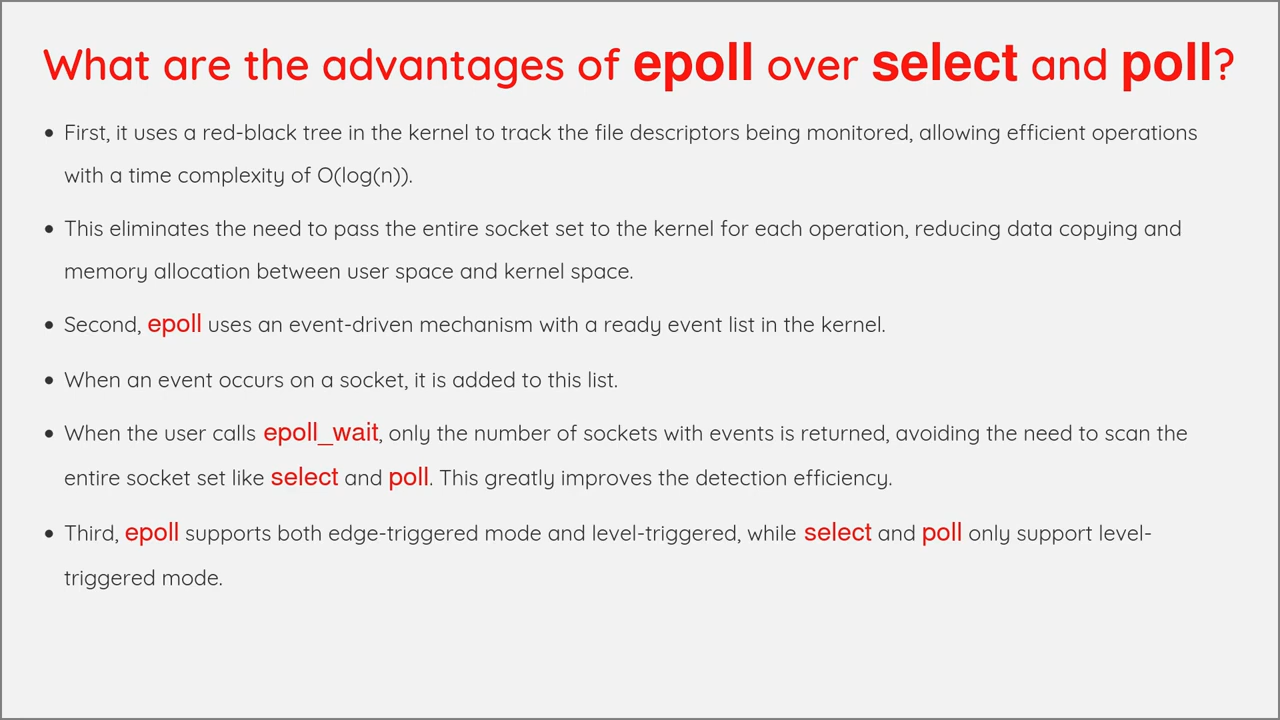 What are the advantages of epoll over select and poll?
• First, it uses a red-black tree in the kernel to track the file descriptors being monitored, allowing efficient operations
with a time complexity of O(log(n)).
• This eliminates the need to pass the entire socket set to the kernel for each operation, reducing data copying and
memory allocation between user space and kernel space.
• Second, epoll uses an event-driven mechanism with a ready event list in the kernel.
• When an event occurs on a socket, it is added to this list.
• When the user calls epoll_wait, only the number of sockets with events is returned, avoiding the need to scan the
entire socket set like select and poll. This greatly improves the detection efficiency.
• Third, epoll supports both edge-triggered mode and level-triggered, while select and poll only support level-
triggered mode.